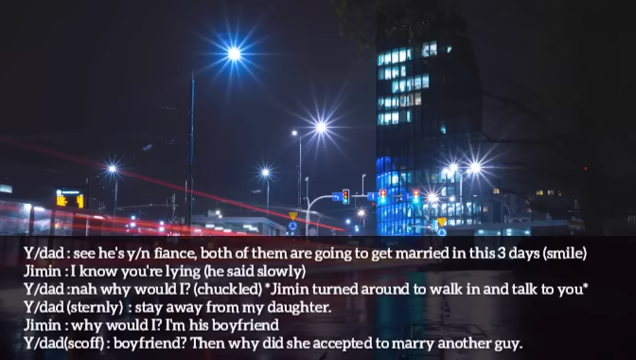 Y/dad : see he's y/n fiance, both of them are going to get married in this 3 days (smile)
Jimin : I know you're lying (he said slowly)
Y/dad :nah why would I? (chuckled) *Jimin turned around to walk in and talk to you*
Y/dad (sternly)  : stay away from my daughter.
Jimin : why would I? I'm his boyfriend
Y/dad(scoff) : boyfriend? Then why did she accepted to marry another guy.